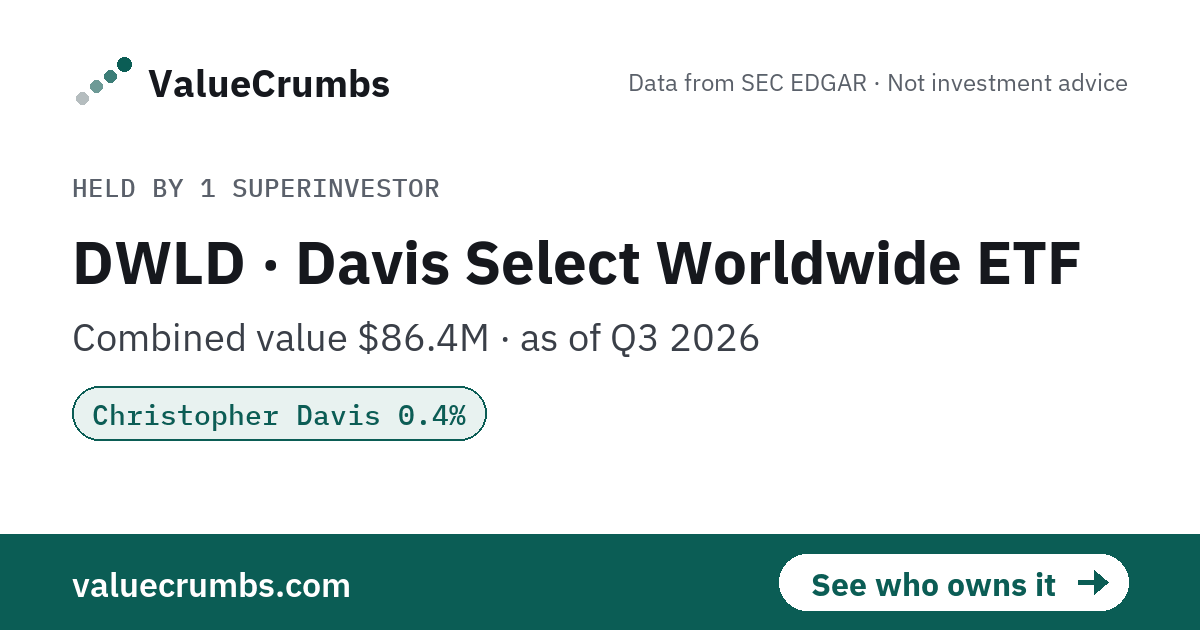 ValueCrumbs
Data from SEC EDGAR · Not investment advice
HELD BY 1 SUPERINVESTOR
DWLD · Davis Select Worldwide ETF
Combined value $86.4M · as of Q3 2026
Christopher Davis 0.4%
valuecrumbs.com
See who owns it